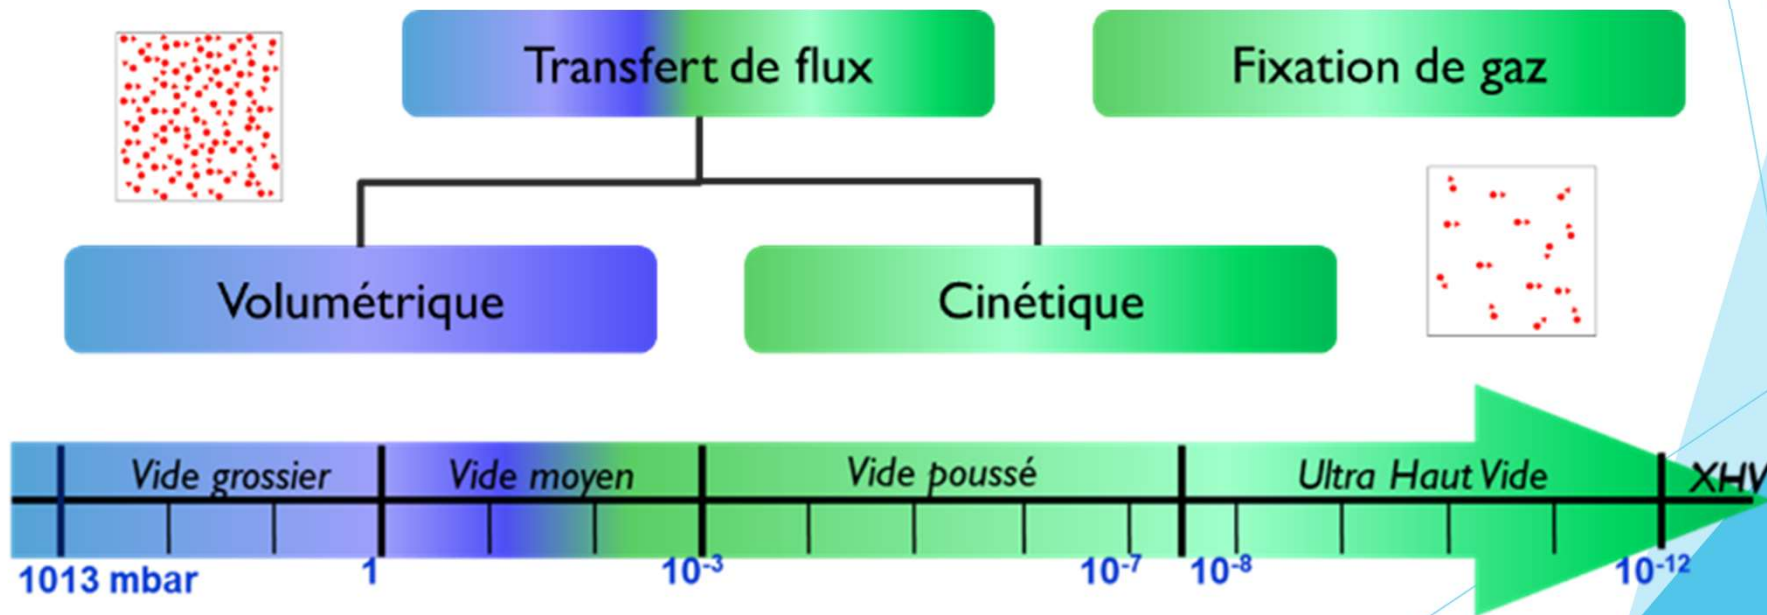 Transfert de flux
Fixation de gaz
Volumétrique
Cinétique
Vide grossier
Vide moyen
Vide poussé
Ultra Haut Vide
XHV
1013 mbar
1
10⁻³
10⁻⁷
10⁻⁸
10⁻¹²